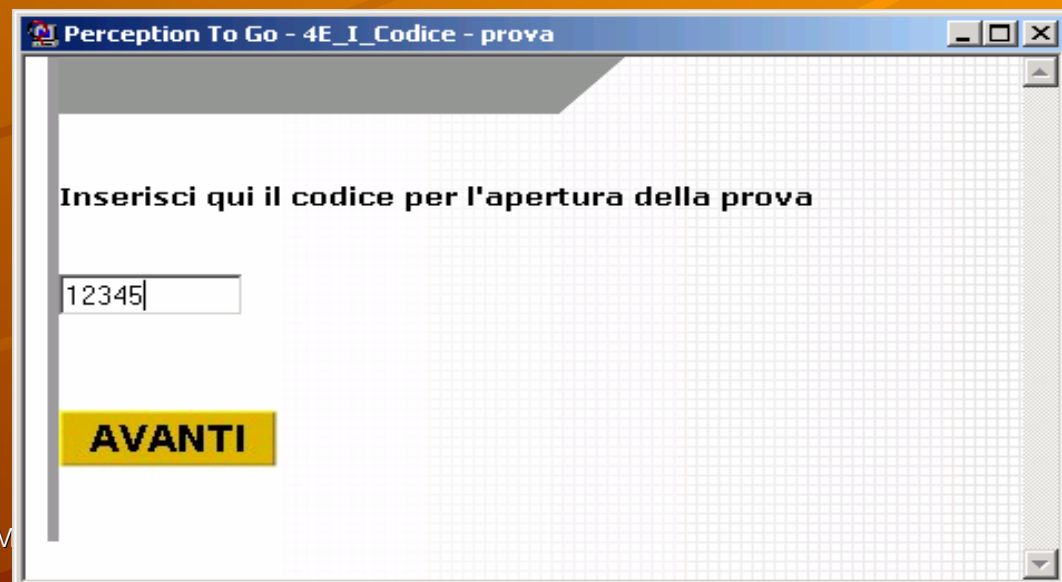 Perception To Go - 4E_I_Codice - prova
Inserisci qui il codice per l'apertura della prova
12345
AVANTI